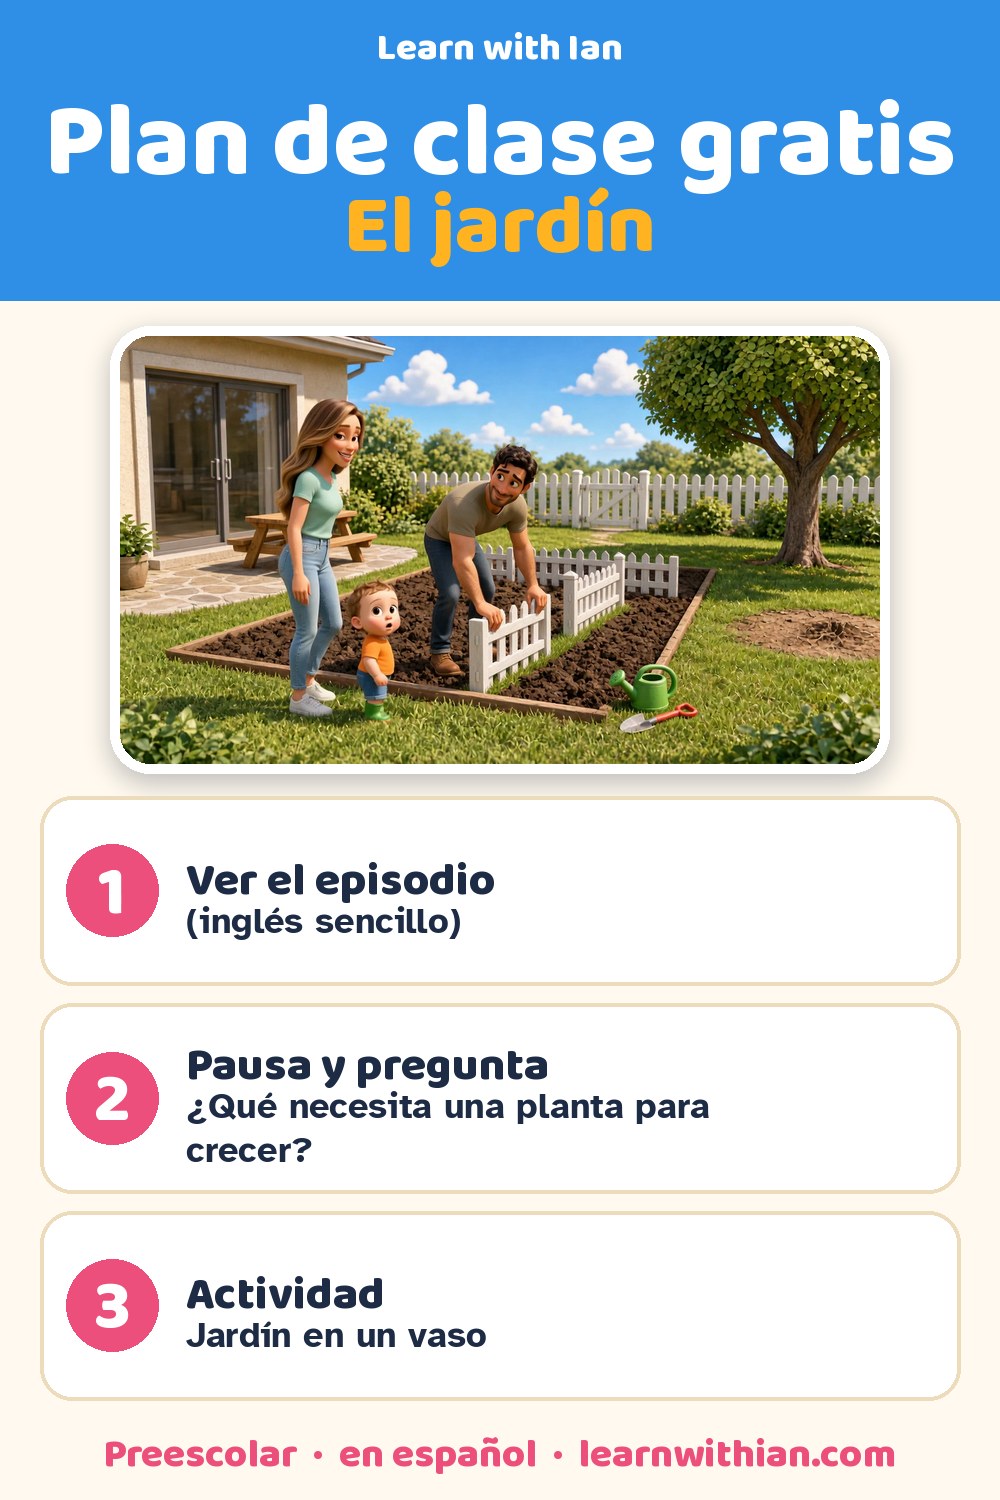 Learn with Ian
Plan de clase gratis
El jardín
1
Ver el episodio
(inglés sencillo)
2
Pausa y pregunta
¿Qué necesita una planta para
crecer?
3
Actividad
Jardín en un vaso
Preescolar · en español · learnwithian.com